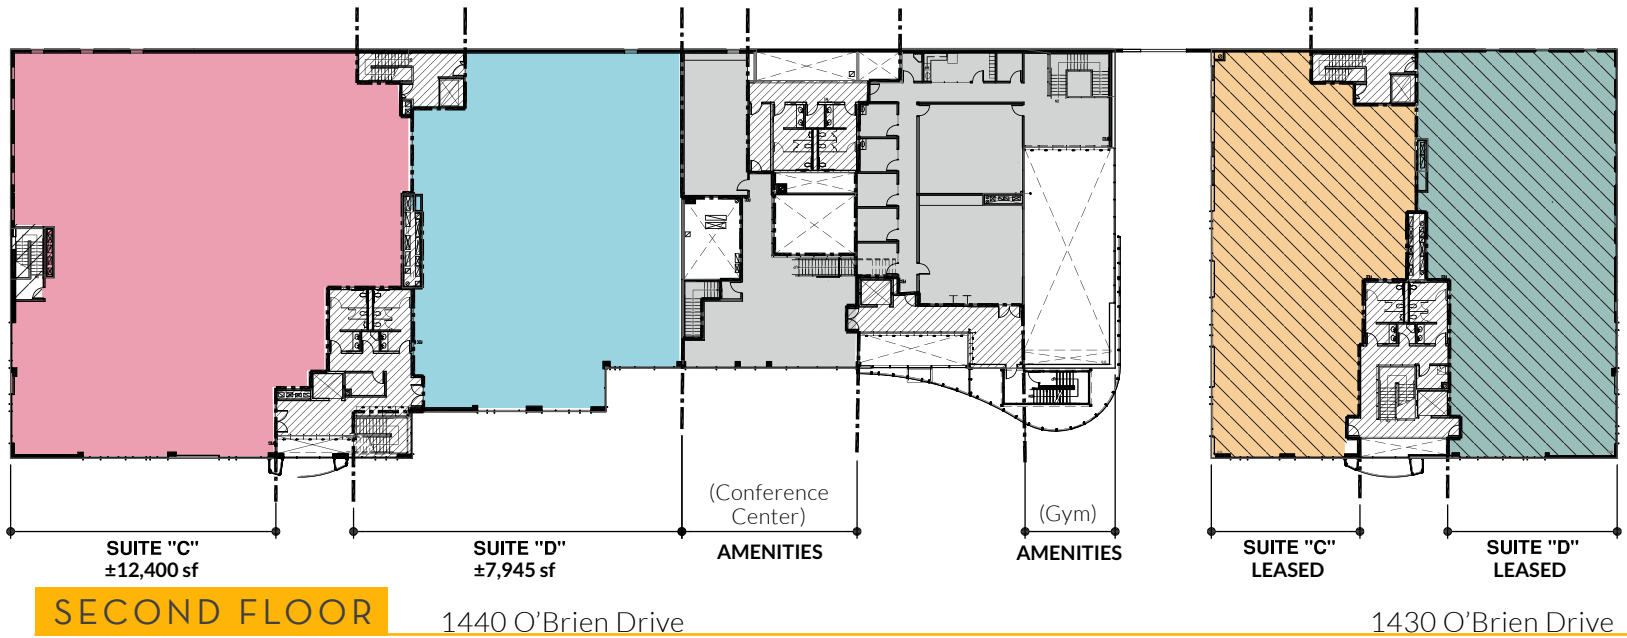 (Conference
Center)
(Gym)
SUITE "C"
±12,400 sf
SUITE "D"
±7,945 sf
AMENITIES
AMENITIES
SUITE "C"
LEASED
SUITE "D"
LEASED
SECOND FLOOR
1440 O’Brien Drive
1430 O’Brien Drive